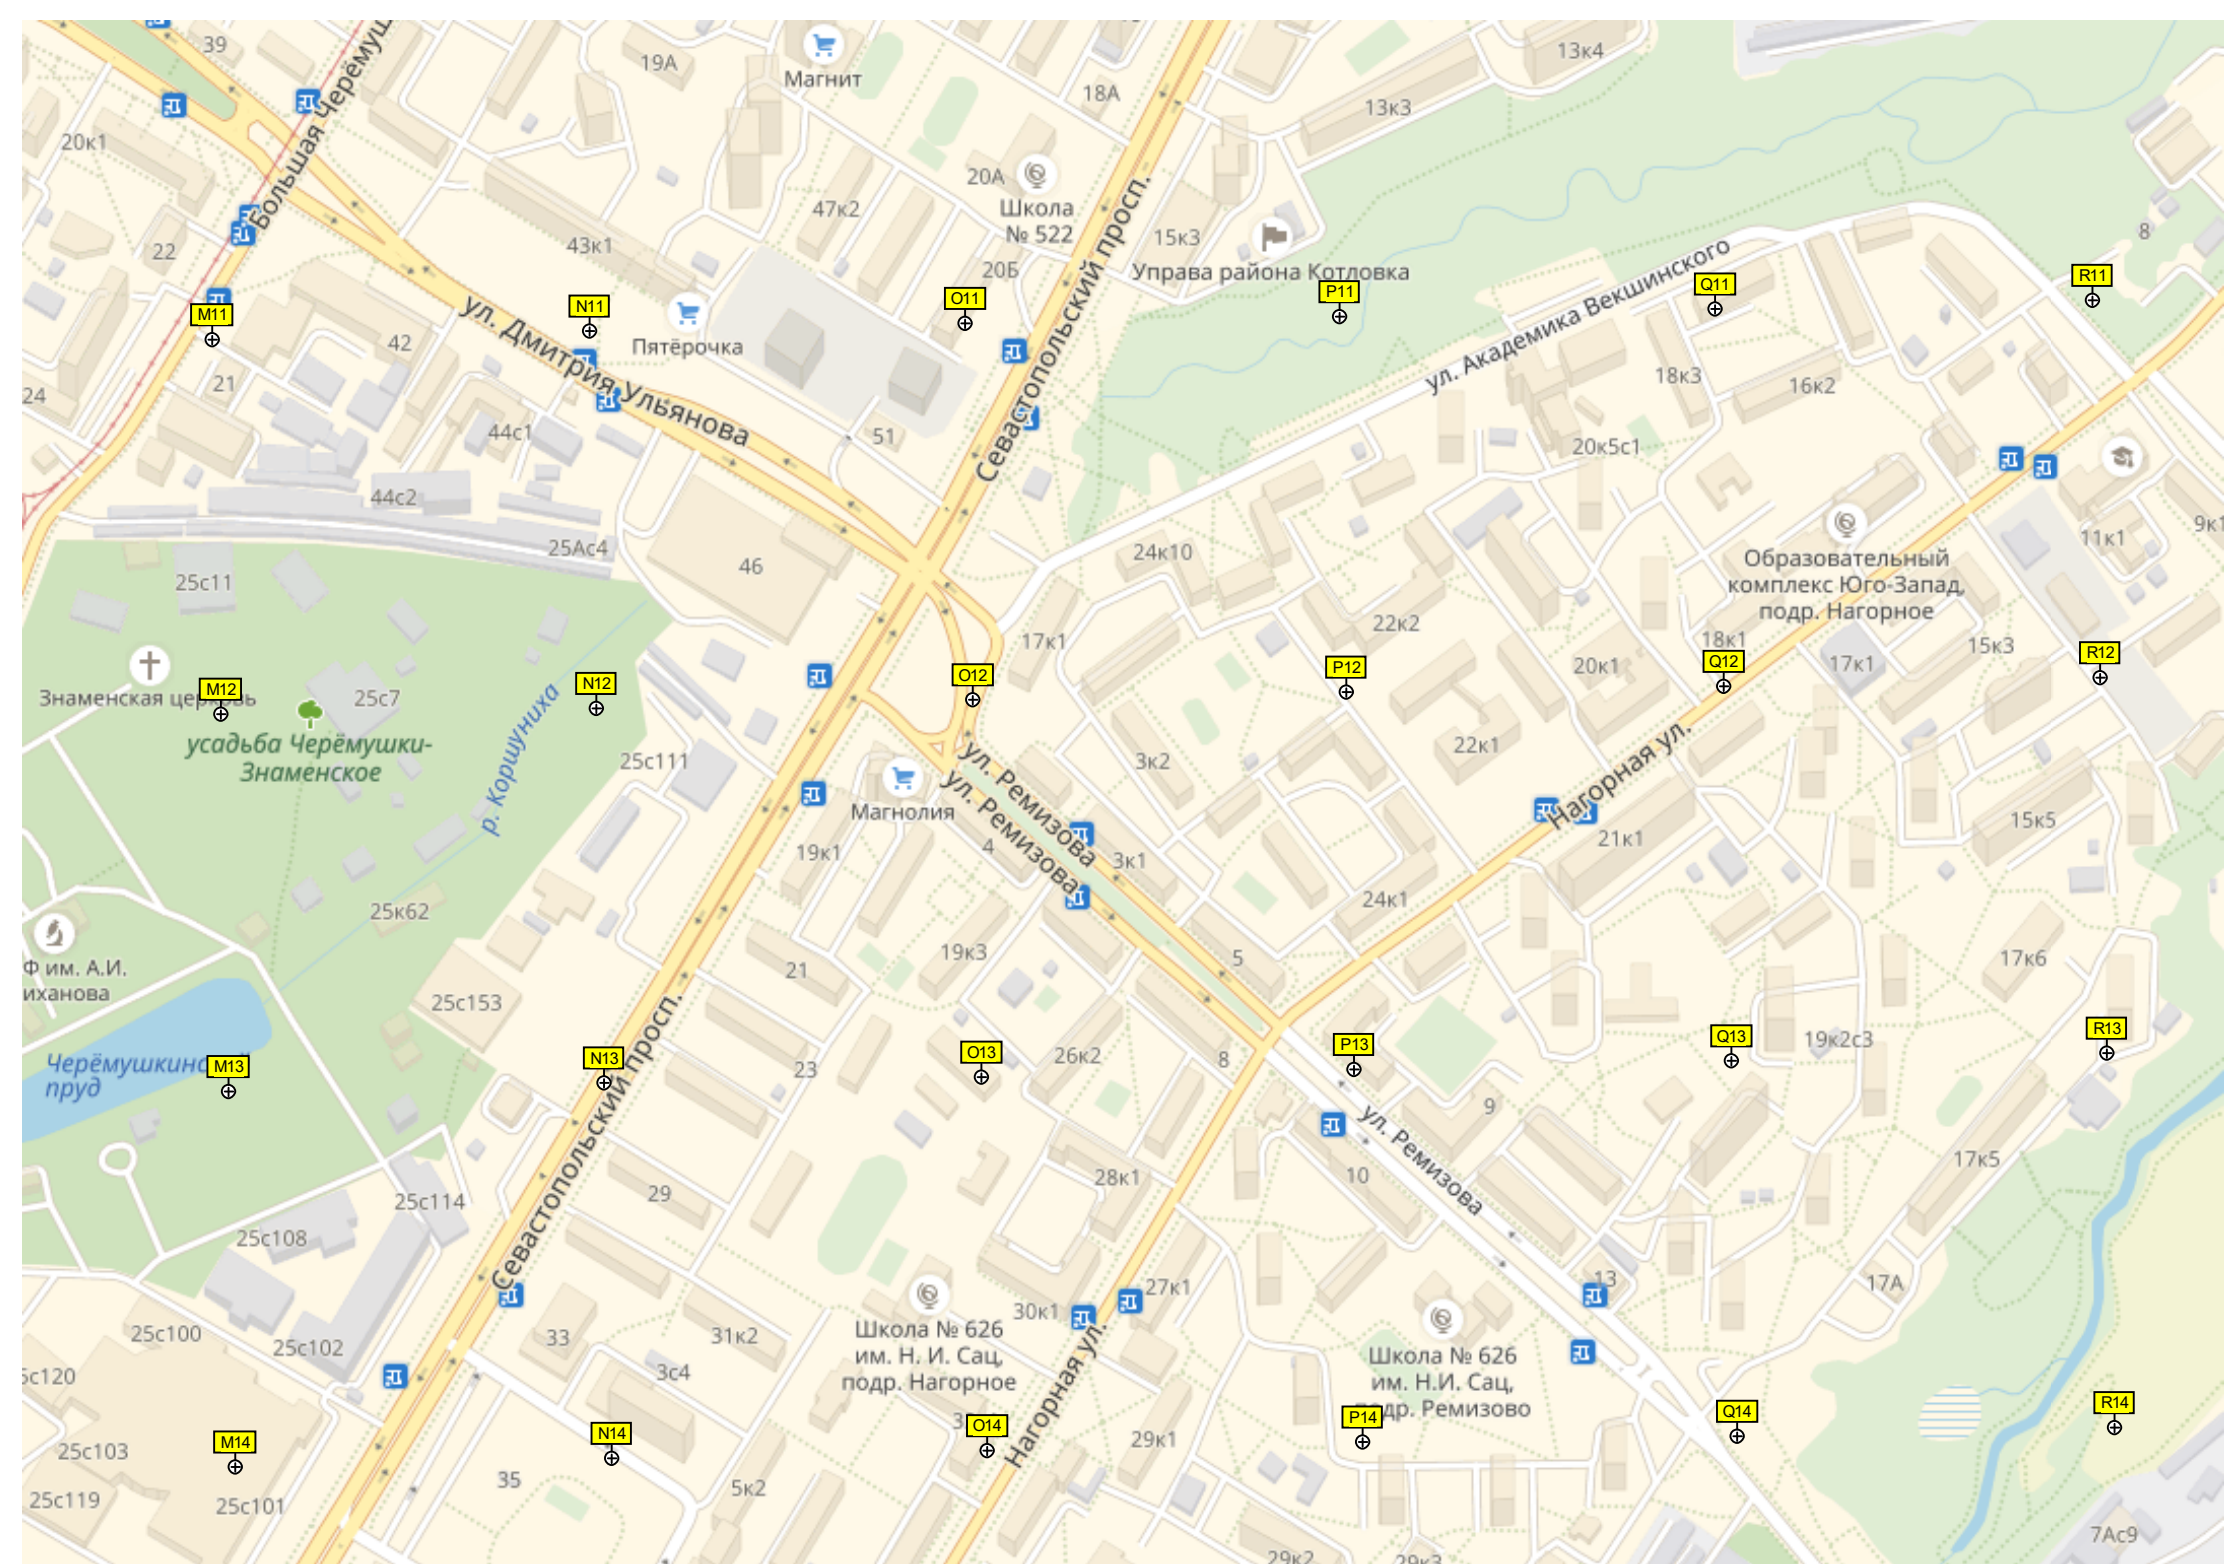 39
19А
Магнит
18А
13к4
13к3
Большая Черёмуш
20к1
20А
Школа
№ 522
47к2
43к1
22
15к3
Управа района Котловка
8
20Б
ул. Академика Векшинского
M11
N11
O11
P11
Q11
R11
ул. Дмитрия Ульянова
Пятёрочка
Севастопольский просп.
42
21
24
18к3
16к2
44с1
51
20к5с1
44с2
25Ас4
46
24к10
11к1
9к1
25с11
Образовательный
комплекс Юго-Запад,
подр. Нагорное
17к1
22к2
18к1
15к3
20к1
17к1
Знаменская церковь
M12
N12
O12
P12
Q12
R12
25с7
усадьба Черёмушки-
Знаменское
р. Коршуниха
25с111
ул. Ремизова
ул. Ремизова
3к2
22к1
Нагорная ул.
Магнолия
4
19к1
3к1
21к1
15к5
25к62
24к1
19к3
5
17к6
Ф им. А.И.
иханова
21
25с153
26к2
19к2с3
Черёмушкинс
пруд
M13
N13
O13
P13
Q13
R13
23
8
9
ул. Ремизова
Севастопольский просп.
28к1
10
17к5
29
25с114
25с108
13
17А
27к1
30к1
Школа № 626
им. Н. И. Сац,
подр. Нагорное
25с100
25с102
33
31к2
3с4
Школа № 626
им. Н.И. Сац,
подр. Ремизово
Нагорная ул.
5с120
M14
N14
O14
P14
Q14
R14
25с103
29к1
35
5к2
25с119
25с101
7Ас9
29к2
29к3